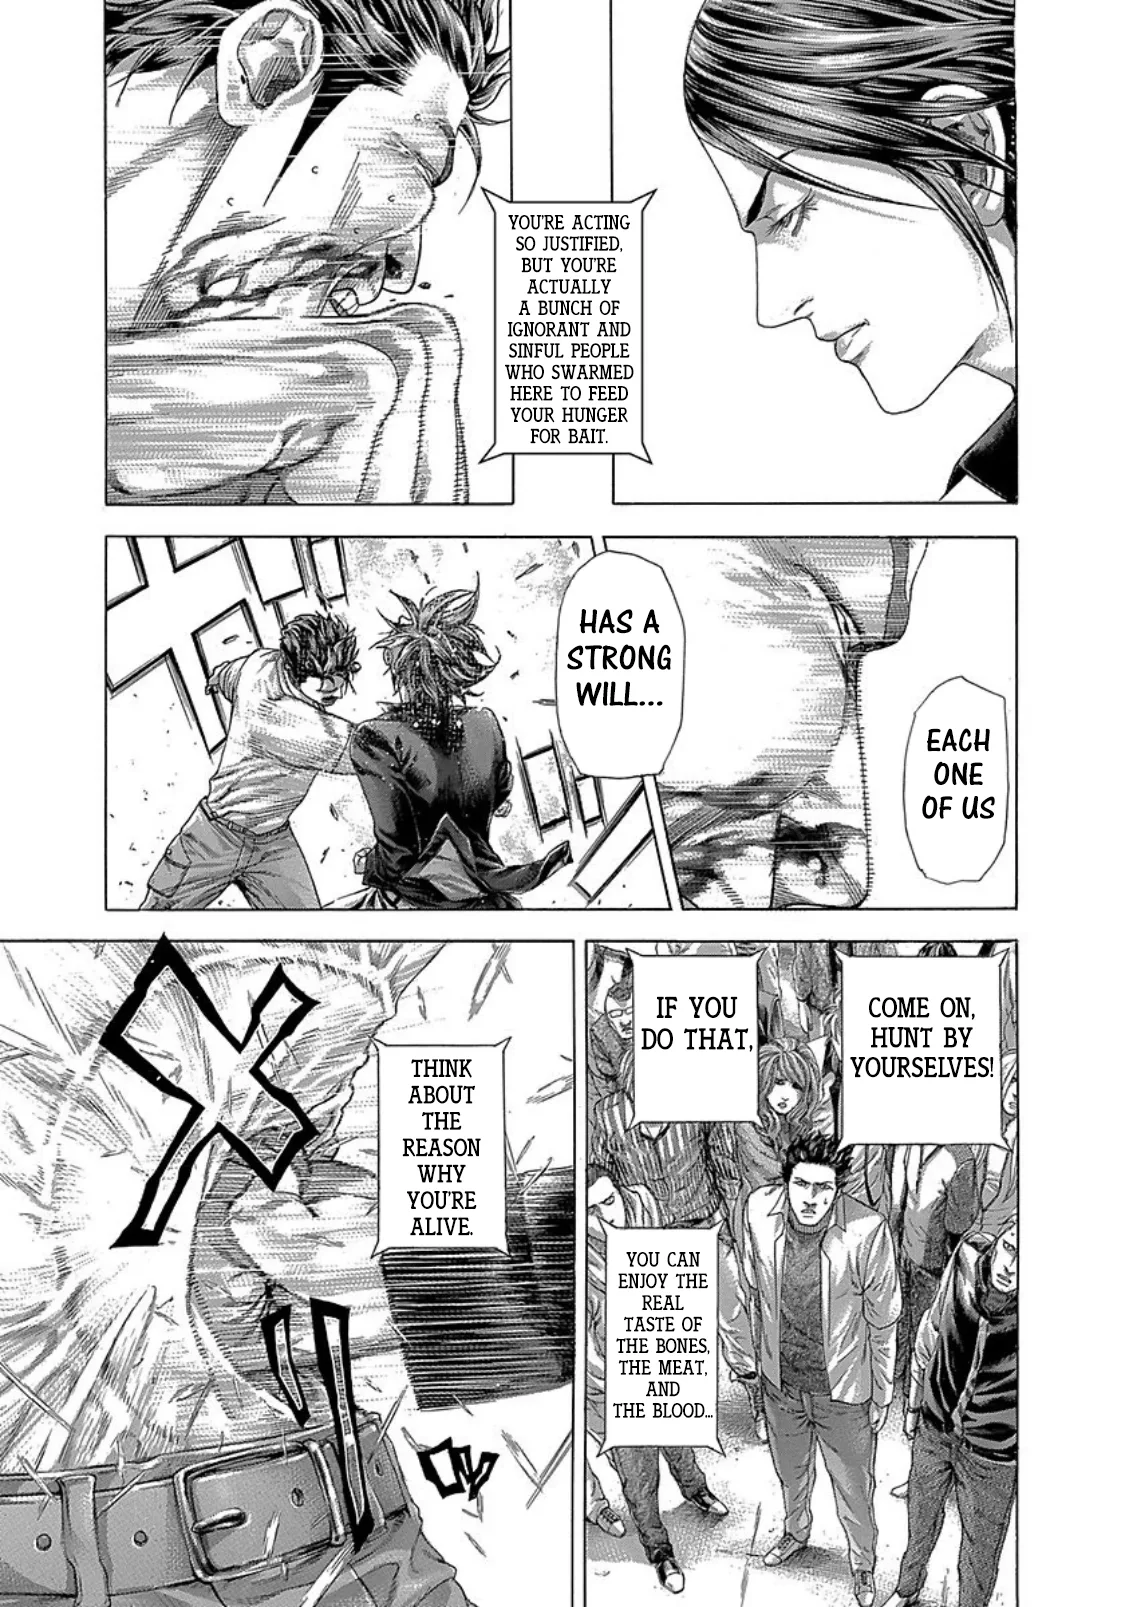 YOU'RE ACTING
SO JUSTIFIED,
BUT YOU'RE
ACTUALLY
A BUNCH OF
IGNORANT AND
SINFUL PEOPLE
WHO SWARMED
HERE TO FEED
YOUR HUNGER
FOR BAIT.
EACH
ONE
OF US
HAS A
STRONG
WILL...
COME ON,
HUNT BY
YOURSELVES!
IF YOU
DO THAT,
YOU CAN
ENJOY THE
REAL
TASTE OF
THE BONES,
THE MEAT,
AND
THE BLOOD...
THINK
ABOUT
THE
REASON
WHY
YOU'RE
ALIVE.